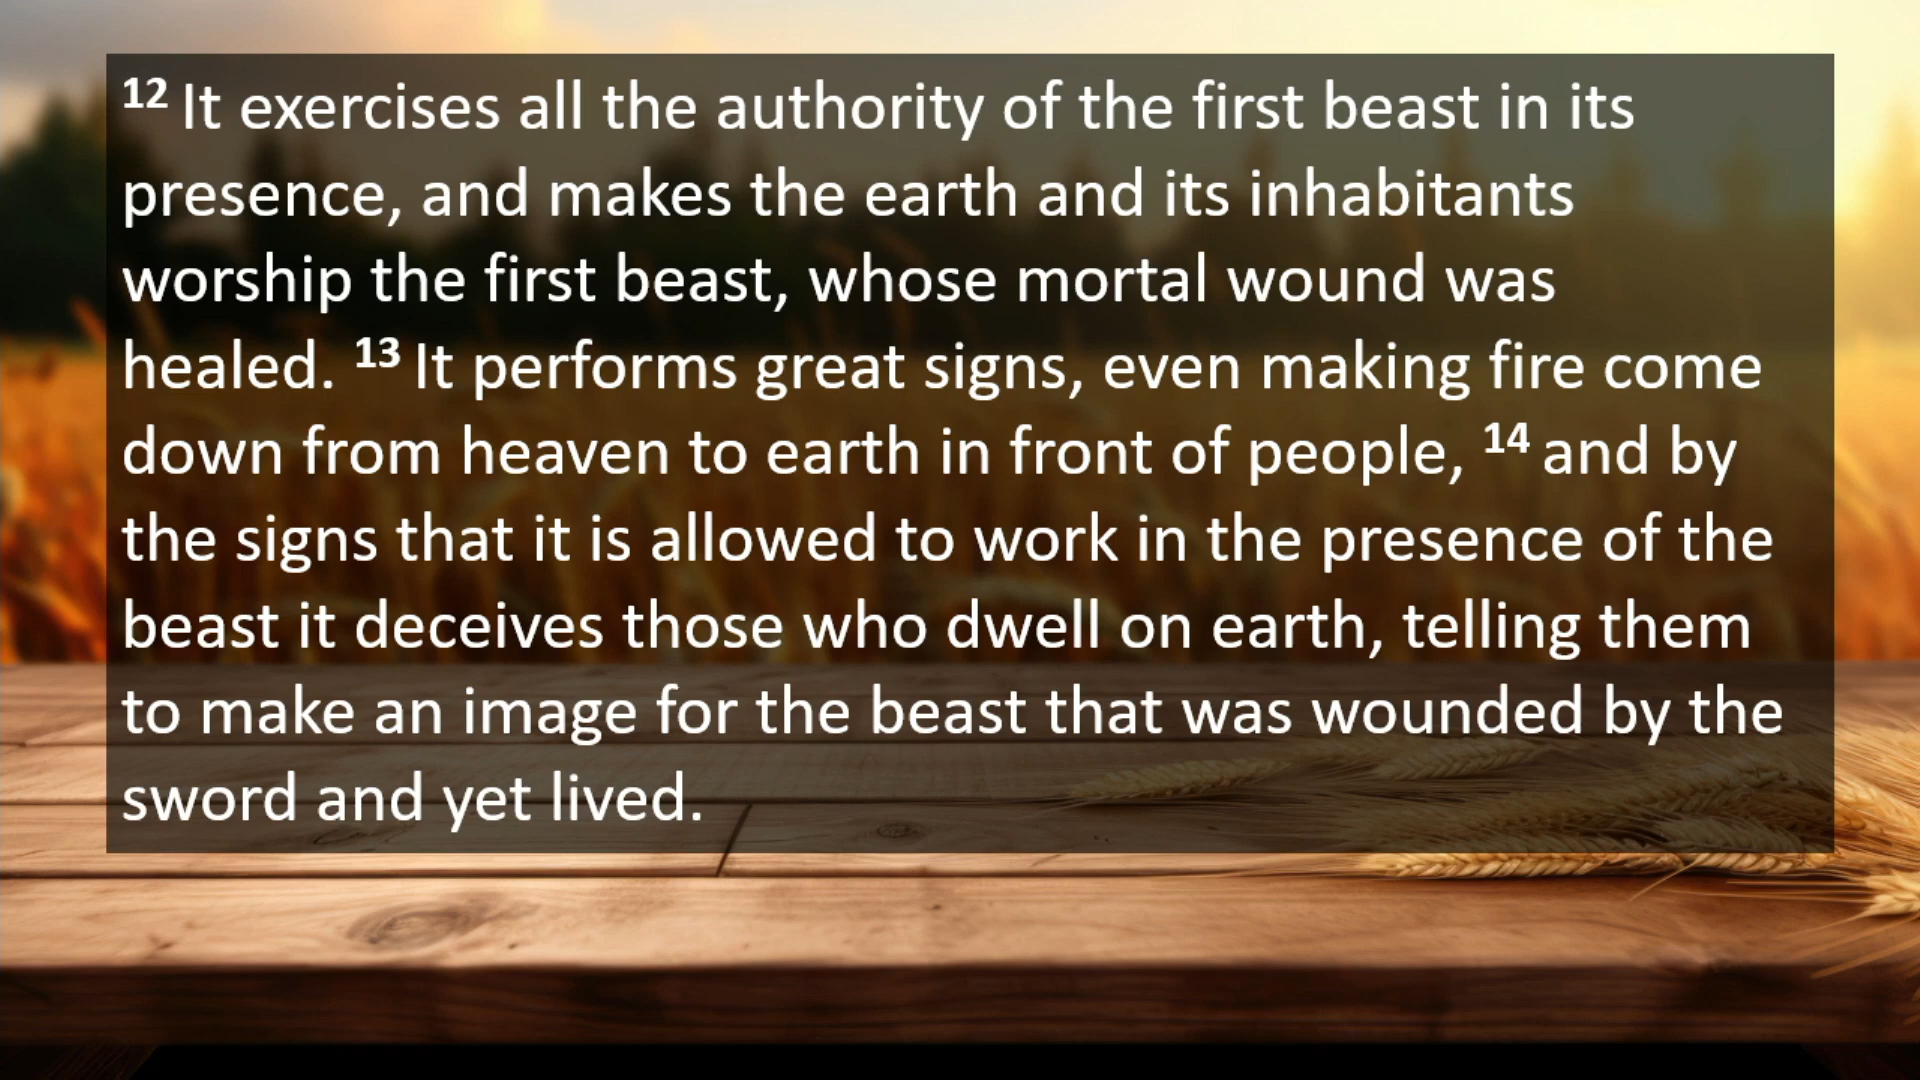 12 It exercises all the authority of the first beast in its
presence, and makes the earth and its inhabitants
worship the first beast, whose mortal wound was
healed. 13 It performs great signs, even making fire come
down from heaven to earth in front of people, 14 and by
the signs that it is allowed to work in the presence of the
beast it deceives those who dwell on earth, telling them
to make an image for the beast that was wounded by the
sword and yet lived.